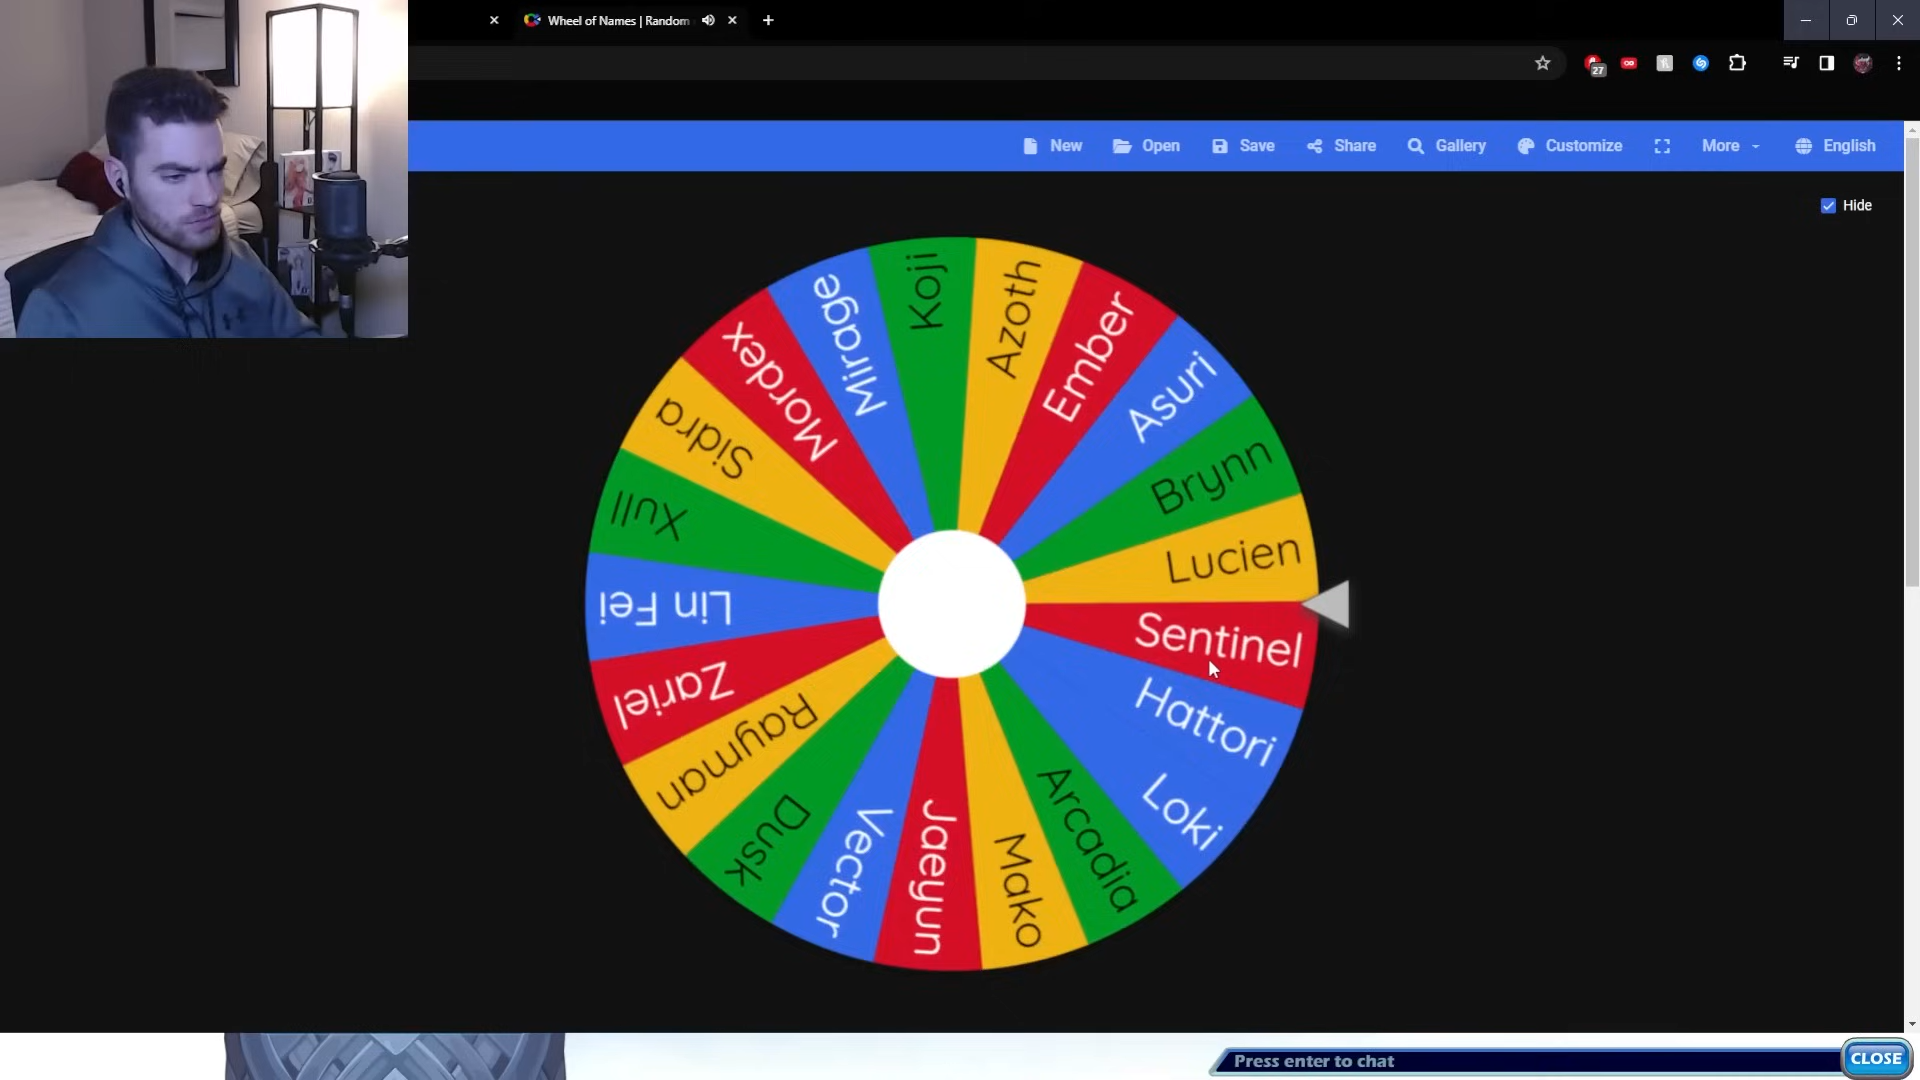 Wheel of Names | Random
27
New
Open
Save
Share
Gallery
Customize
More
English
Hide
Koji
Azoth
Ember
Asuri
Brynn
Lucien
Sentinel
Hattori
Loki
Arcadia
Mako
Jaeyun
Vector
Dusk
Rayman
Zariel
Lin Fei
Xull
Sidra
Mordex
Mirage
Press enter to chat
CLOSE